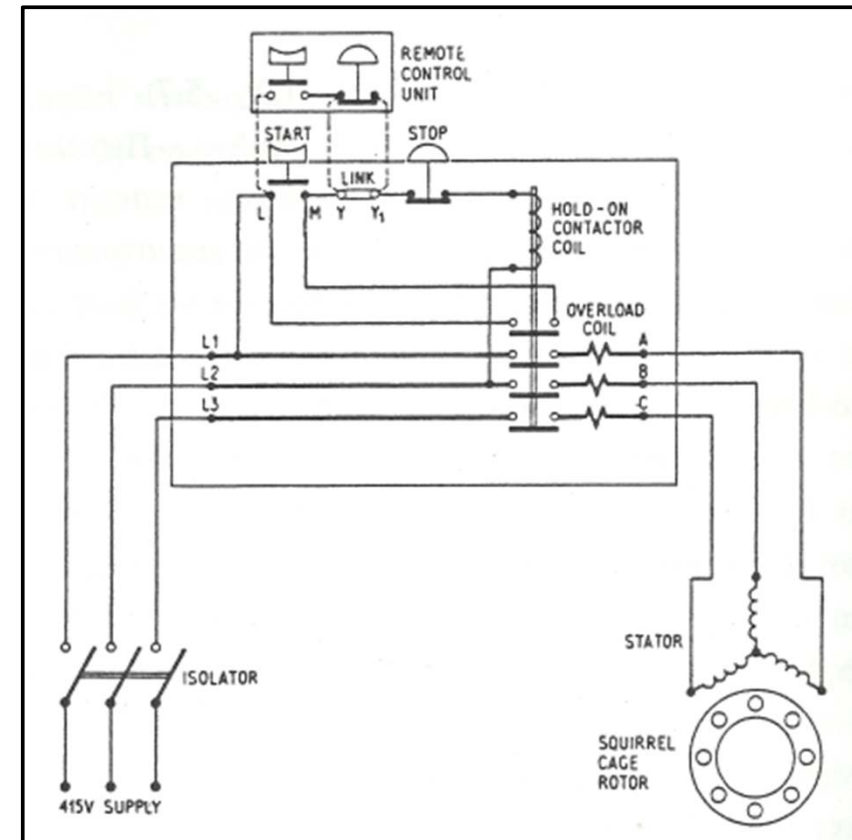 REMOTE
CONTROL
UNIT
START
STOP
LINK
L
M
Y
Y₁
HOLD-ON
CONTACTOR
COIL
OVERLOAD
COIL
L1
A
L2
B
L3
C
STATOR
ISOLATOR
SQUIRREL
CAGE
ROTOR
415V SUPPLY